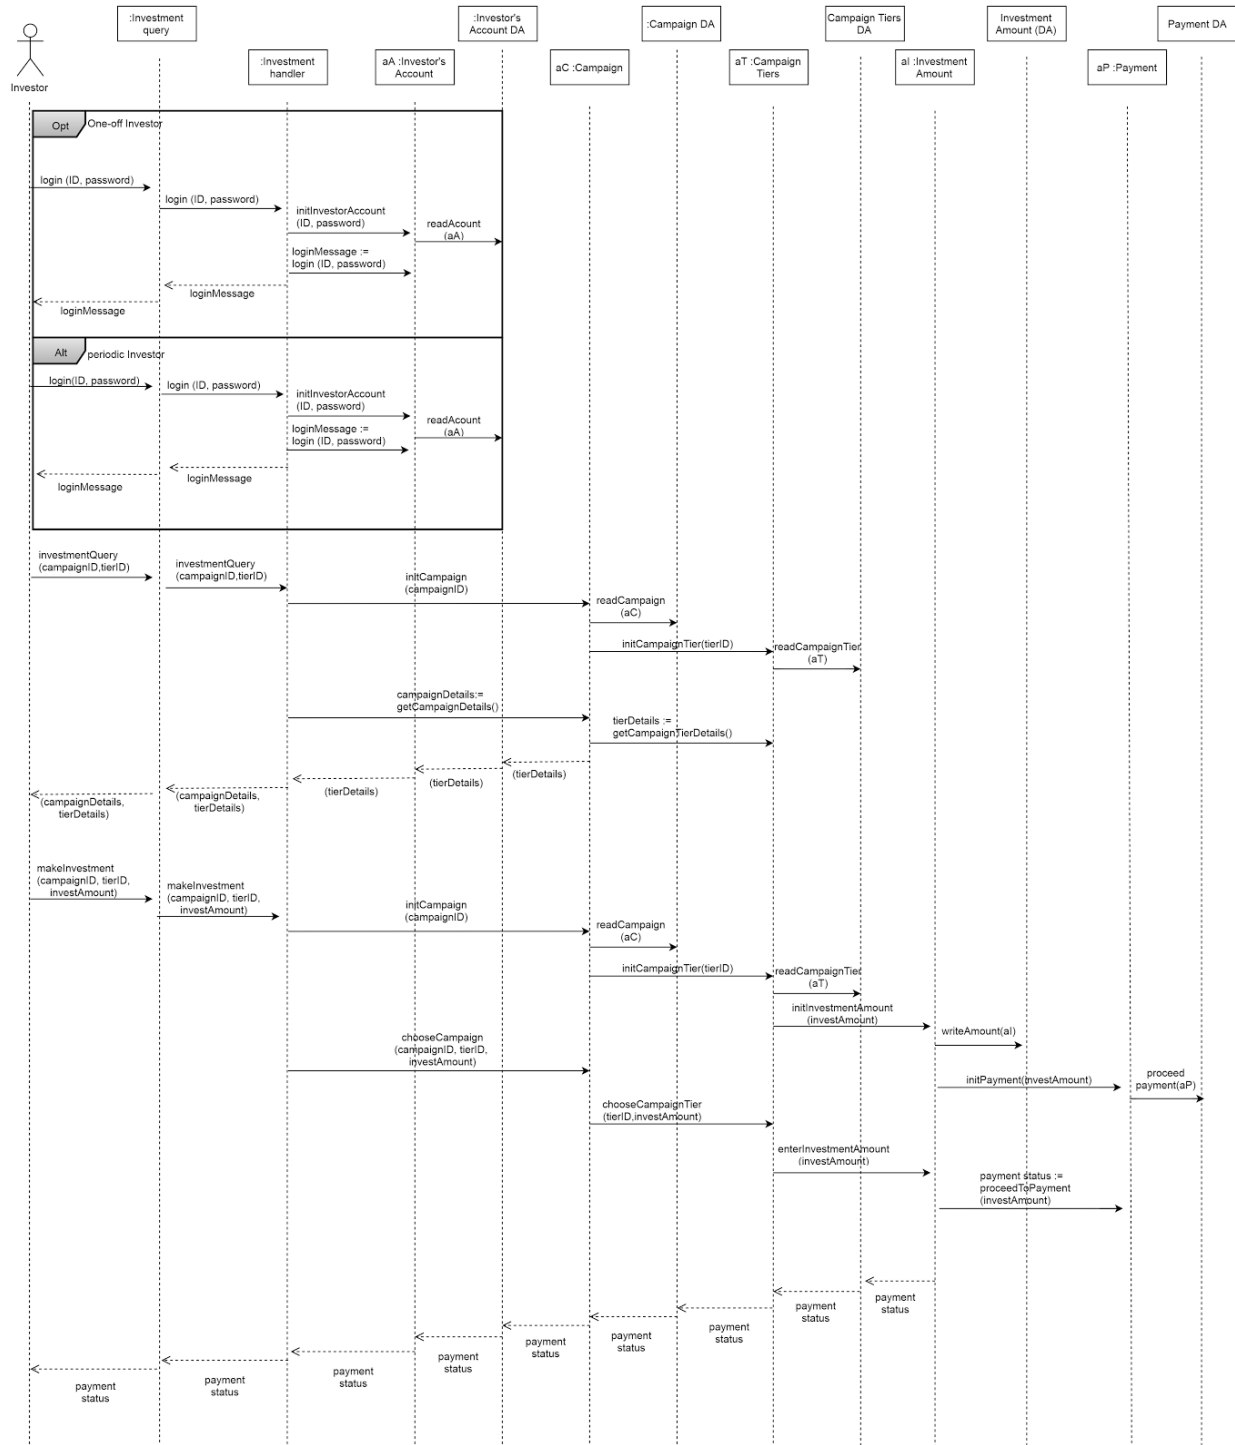 :Investment
query
:Investor's
Account DA
:Campaign DA
Campaign Tiers
DA
Investment
Amount (DA)
Payment DA
:Investment
handler
aA :Investor's
Account
aC :Campaign
aT :Campaign
Tiers
aI :Investment
Amount
aP :Payment
Investor
Opt
One-off Investor
login (ID, password)
login (ID, password)
initInvestorAccount
(ID, password)
readAcount
(aA)
loginMessage :=
login (ID, password)
loginMessage
loginMessage
Alt
periodic Investor
login(ID, password)
login (ID, password)
initInvestorAccount
(ID, password)
readAcount
(aA)
loginMessage :=
login (ID, password)
loginMessage
loginMessage
investmentQuery
(campaignID,tierID)
investmentQuery
(campaignID,tierID)
initCampaign
(campaignID)
readCampaign
(aC)
initCampaignTier(tierID)
readCampaignTier
(aT)
campaignDetails:=
getCampaignDetails()
tierDetails :=
getCampaignTierDetails()
(tierDetails)
(tierDetails)
(tierDetails)
(campaignDetails,
tierDetails)
(campaignDetails,
tierDetails)
makeInvestment
(campaignID, tierID,
investAmount)
makeInvestment
(campaignID, tierID,
investAmount)
initCampaign
(campaignID)
readCampaign
(aC)
initCampaignTier(tierID)
readCampaignTier
(aT)
initInvestmentAmount
(investAmount)
writeAmount(aI)
chooseCampaign
(campaignID, tierID,
investAmount)
initPayment(investAmount)
proceed
payment(aP)
chooseCampaignTier
(tierID,investAmount)
enterInvestmentAmount
(investAmount)
payment status :=
proceedToPayment
(investAmount)
payment
status
payment
status
payment
status
payment
status
payment
status
payment
status
payment
status
payment
status
payment
status